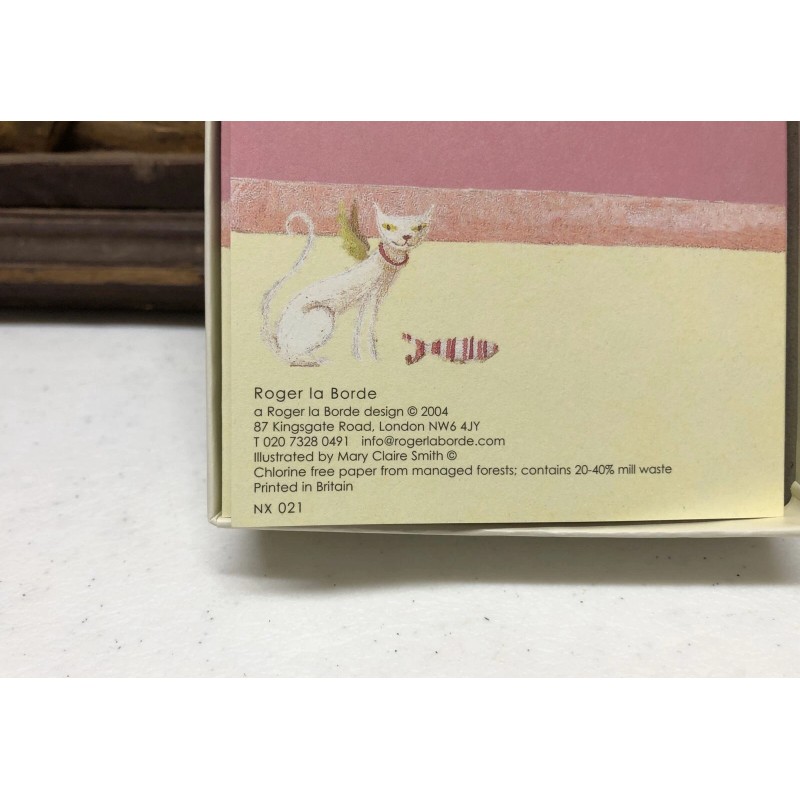 Roger la Borde
a Roger la Borde design © 2004
87 Kingsgate Road, London NW6 4JY
T 020 7328 0491 info@rogerlaborde.com
Illustrated by Mary Claire Smith ©
Chlorine free paper from managed forests; contains 20-40% mill waste
Printed in Britain
NX 021